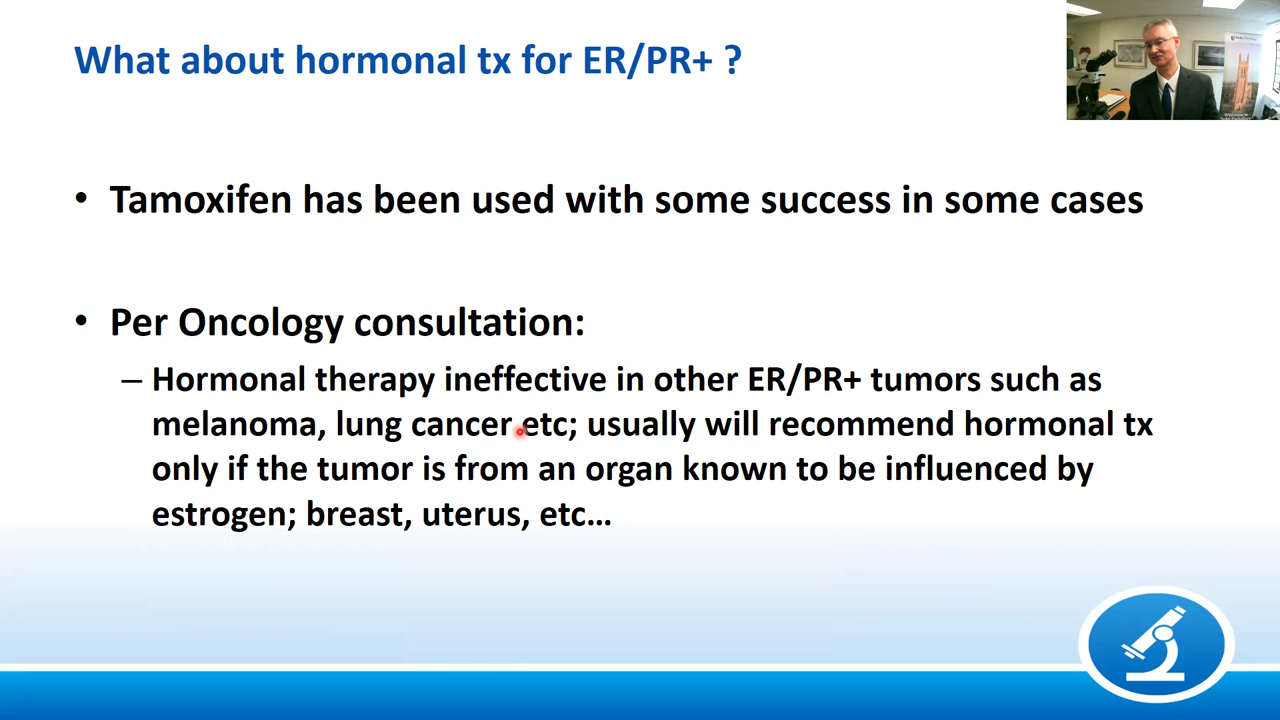 What about hormonal tx for ER/PR+ ?
• Tamoxifen has been used with some success in some cases
• Per Oncology consultation:
– Hormonal therapy ineffective in other ER/PR+ tumors such as
melanoma, lung cancer etc; usually will recommend hormonal tx
only if the tumor is from an organ known to be influenced by
estrogen; breast, uterus, etc…